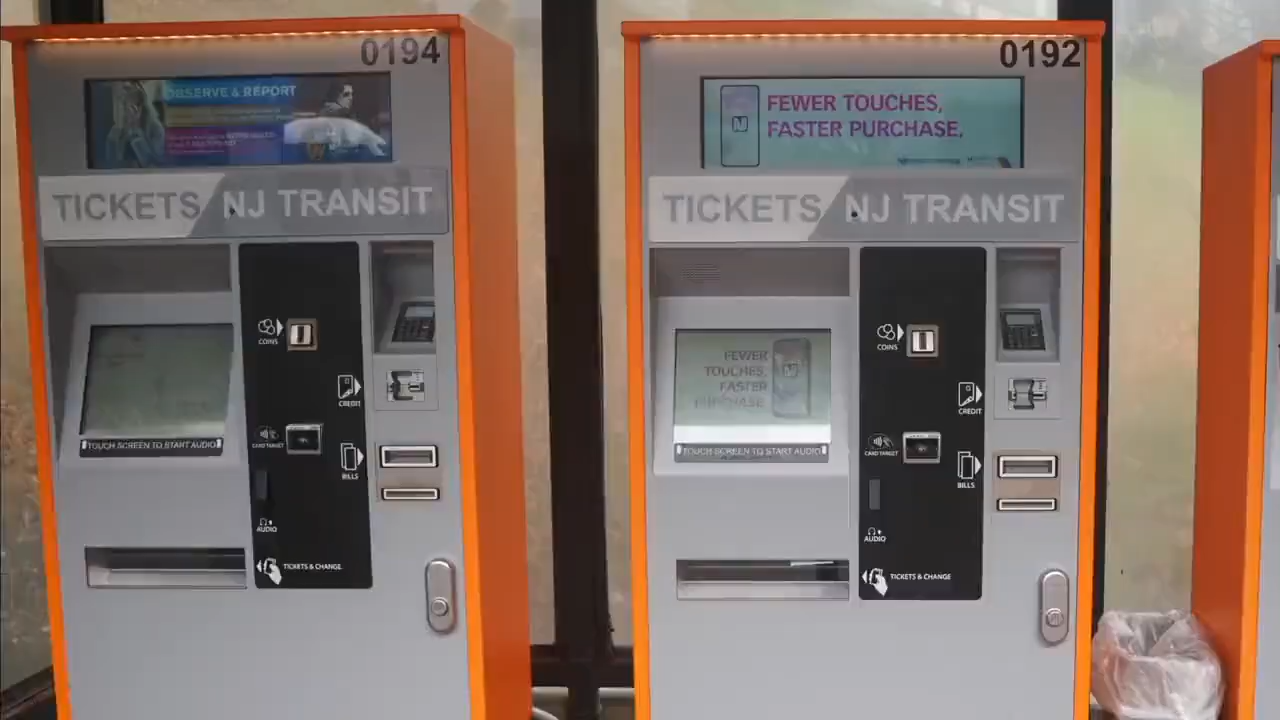 0194
OBSERVE & REPORT
TICKETS NJ TRANSIT
COINS
CREDIT
TOUCH SCREEN TO START AUDIO
CARD TARGET
BILLS
AUDIO
TICKETS & CHANGE
0192
FEWER TOUCHES,
FASTER PURCHASE.
TICKETS NJ TRANSIT
COINS
FEWER
TOUCHES,
FASTER
PURCHASE
CREDIT
TOUCH SCREEN TO START AUDIO
CARD TARGET
BILLS
AUDIO
TICKETS & CHANGE